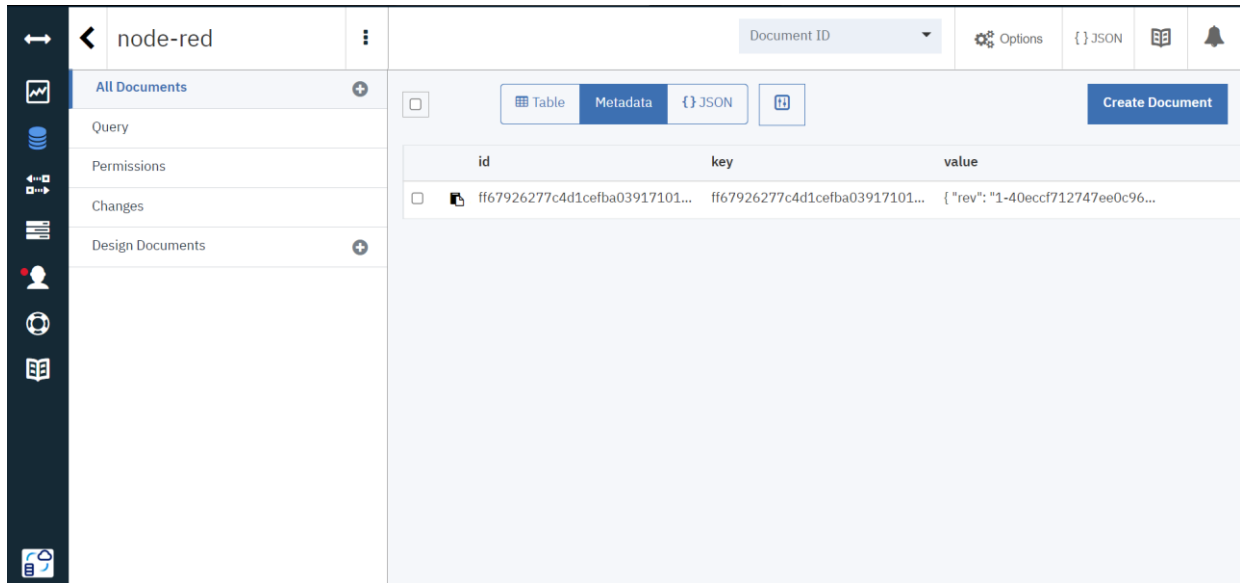 node-red
Document ID
Options
{ } JSON
All Documents
Query
Permissions
Changes
Design Documents
Table
Metadata
{ } JSON
Create Document
id key value
ff67926277c4d1cefba03917101... ff67926277c4d1cefba03917101... { "rev": "1-40eccf712747ee0c96...